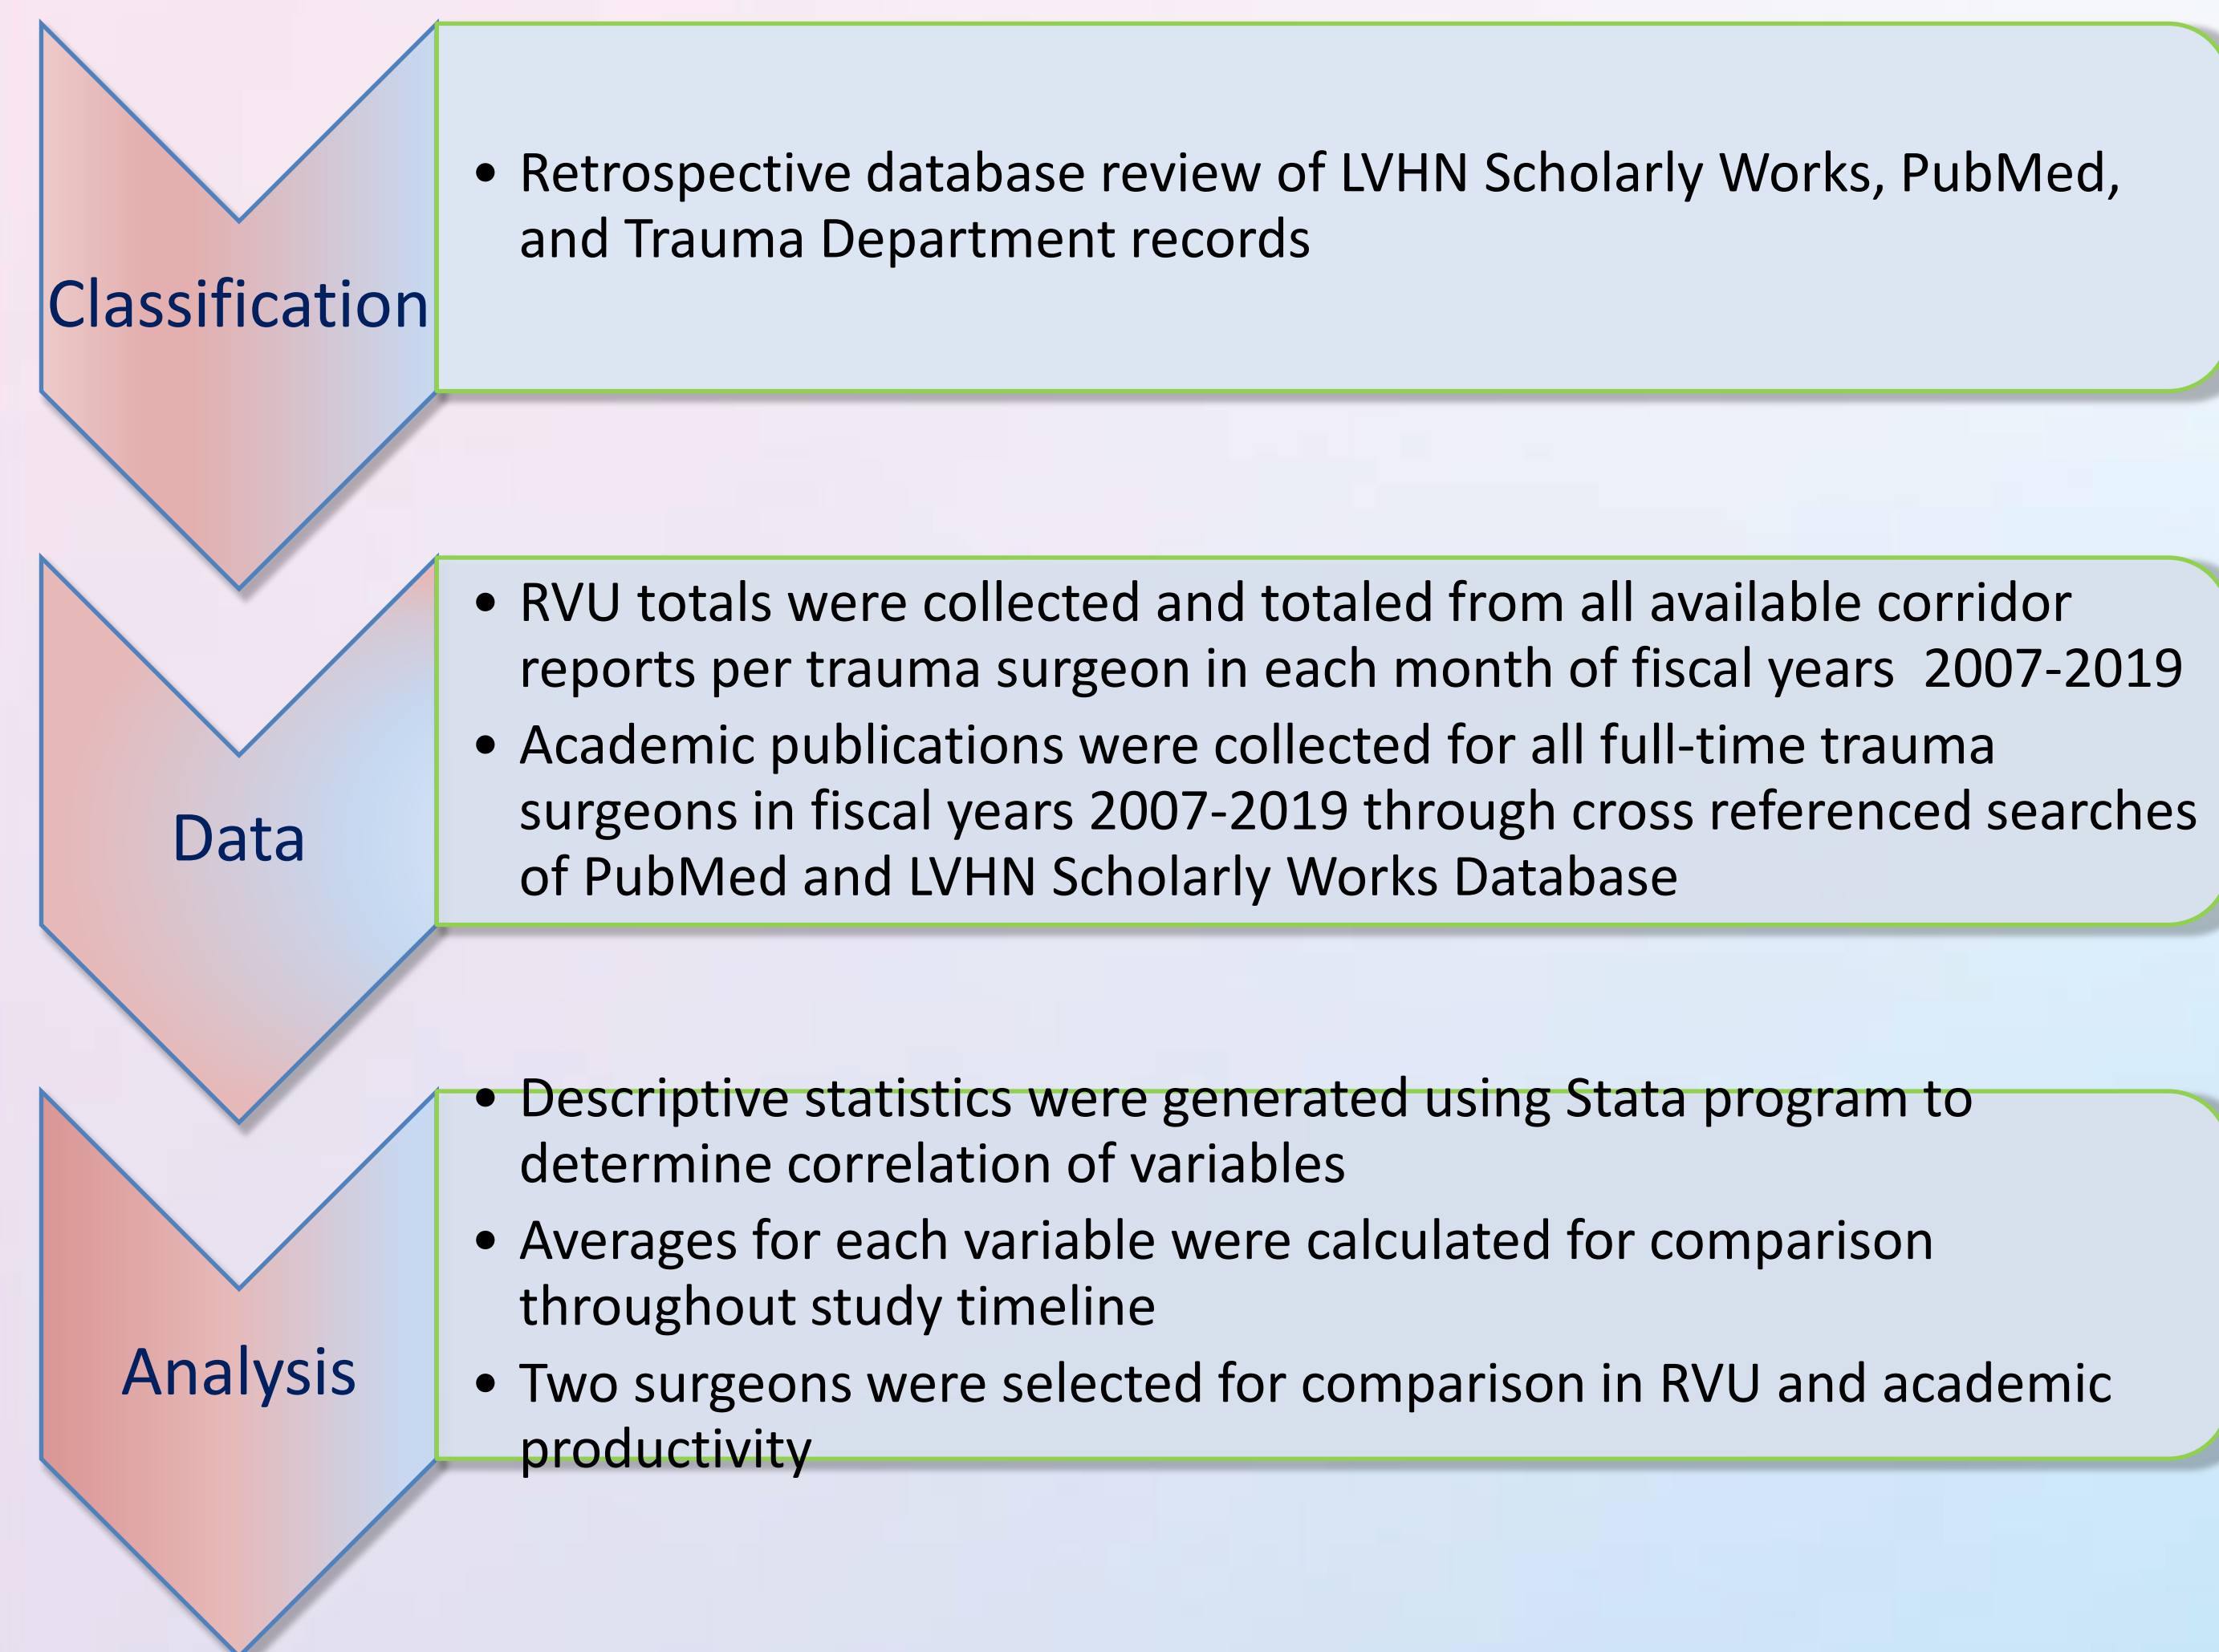 Classification
• Retrospective database review of LVHN Scholarly Works, PubMed,
and Trauma Department records
Data
• RVU totals were collected and totaled from all available corridor
reports per trauma surgeon in each month of fiscal years  2007-2019
• Academic publications were collected for all full-time trauma
surgeons in fiscal years 2007-2019 through cross referenced searches
of PubMed and LVHN Scholarly Works Database
Analysis
• Descriptive statistics were generated using Stata program to
determine correlation of variables
• Averages for each variable were calculated for comparison
throughout study timeline
• Two surgeons were selected for comparison in RVU and academic
productivity